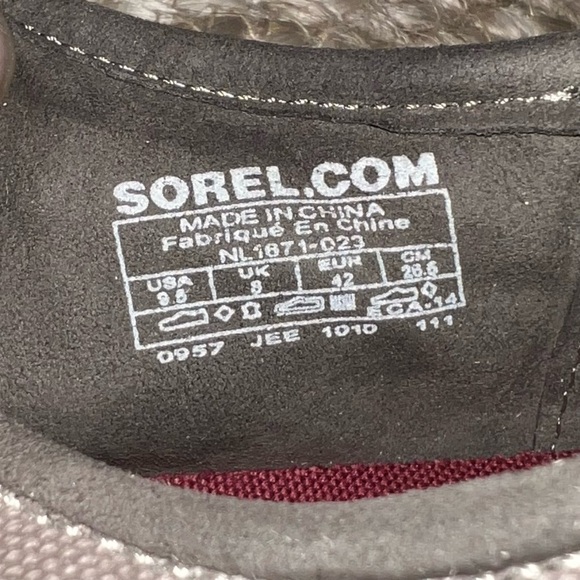 SOREL.COM
MADE IN CHINA
Fabriqué En Chine
NL1671-023
USA UK EUR CM
9.5 8 42 26.5
ECA-14
0957 JEE 1010 111